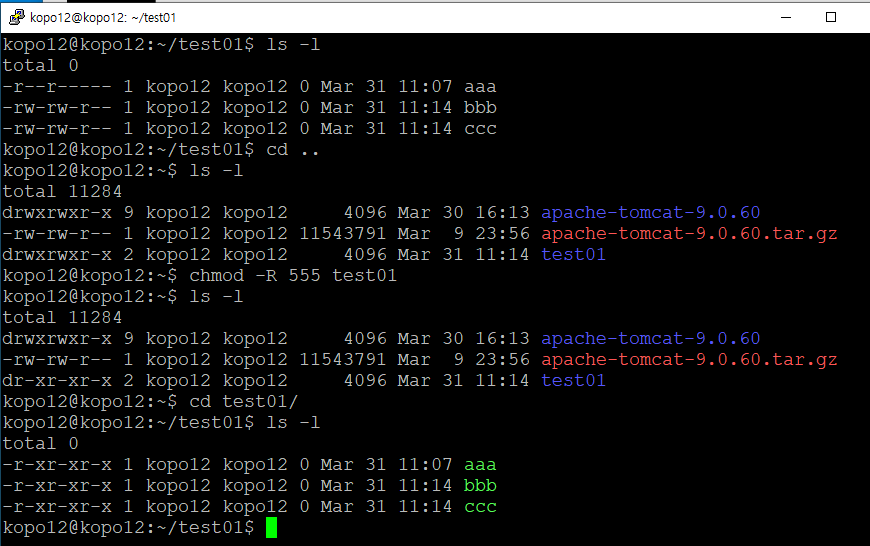 kopo12@kopo12: ~/test01
kopo12@kopo12:~/test01$ ls -l
total 0
-r--r----- 1 kopo12 kopo12 0 Mar 31 11:07 aaa
-rw-rw-r-- 1 kopo12 kopo12 0 Mar 31 11:14 bbb
-rw-rw-r-- 1 kopo12 kopo12 0 Mar 31 11:14 ccc
kopo12@kopo12:~/test01$ cd ..
kopo12@kopo12:~$ ls -l
total 11284
drwxrwxr-x 9 kopo12 kopo12     4096 Mar 30 16:13 apache-tomcat-9.0.60
-rw-rw-r-- 1 kopo12 kopo12 11543791 Mar  9 23:56 apache-tomcat-9.0.60.tar.gz
drwxrwxr-x 2 kopo12 kopo12     4096 Mar 31 11:14 test01
kopo12@kopo12:~$ chmod -R 555 test01
kopo12@kopo12:~$ ls -l
total 11284
drwxrwxr-x 9 kopo12 kopo12     4096 Mar 30 16:13 apache-tomcat-9.0.60
-rw-rw-r-- 1 kopo12 kopo12 11543791 Mar  9 23:56 apache-tomcat-9.0.60.tar.gz
dr-xr-xr-x 2 kopo12 kopo12     4096 Mar 31 11:14 test01
kopo12@kopo12:~$ cd test01/
kopo12@kopo12:~/test01$ ls -l
total 0
-r-xr-xr-x 1 kopo12 kopo12 0 Mar 31 11:07 aaa
-r-xr-xr-x 1 kopo12 kopo12 0 Mar 31 11:14 bbb
-r-xr-xr-x 1 kopo12 kopo12 0 Mar 31 11:14 ccc
kopo12@kopo12:~/test01$